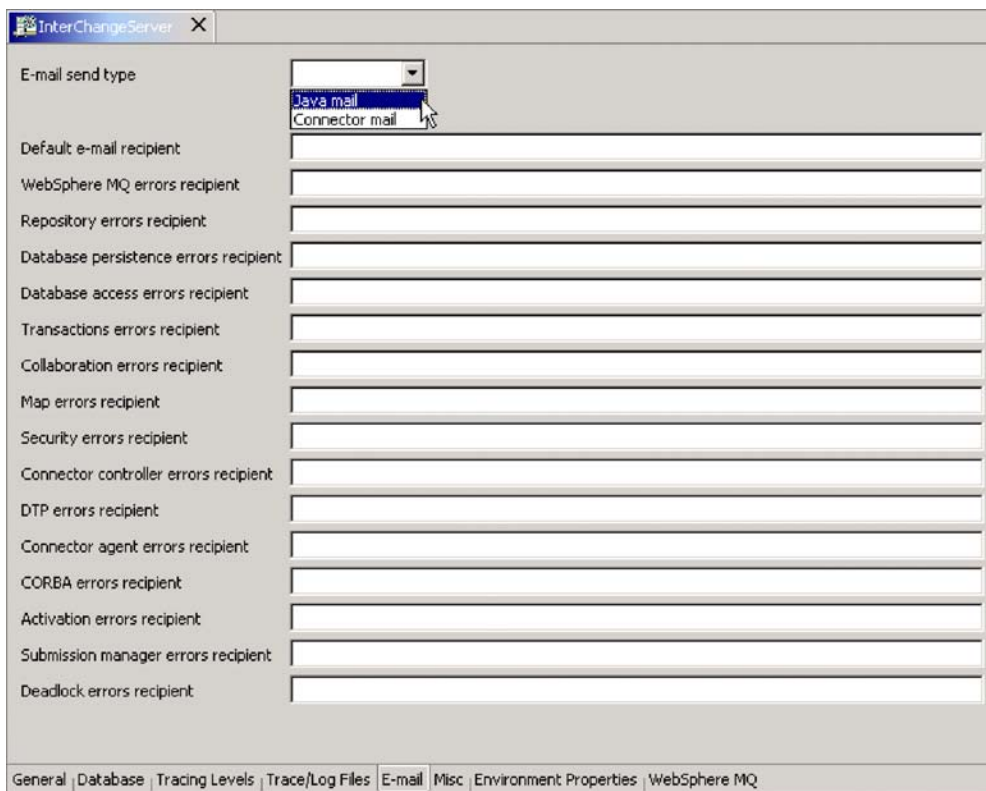 InterChangeServer
E-mail send type
Java mail
Connector mail
Default e-mail recipient
WebSphere MQ errors recipient
Repository errors recipient
Database persistence errors recipient
Database access errors recipient
Transactions errors recipient
Collaboration errors recipient
Map errors recipient
Security errors recipient
Connector controller errors recipient
DTP errors recipient
Connector agent errors recipient
CORBA errors recipient
Activation errors recipient
Submission manager errors recipient
Deadlock errors recipient
General Database Tracing Levels Trace/Log Files E-mail Misc Environment Properties WebSphere MQ